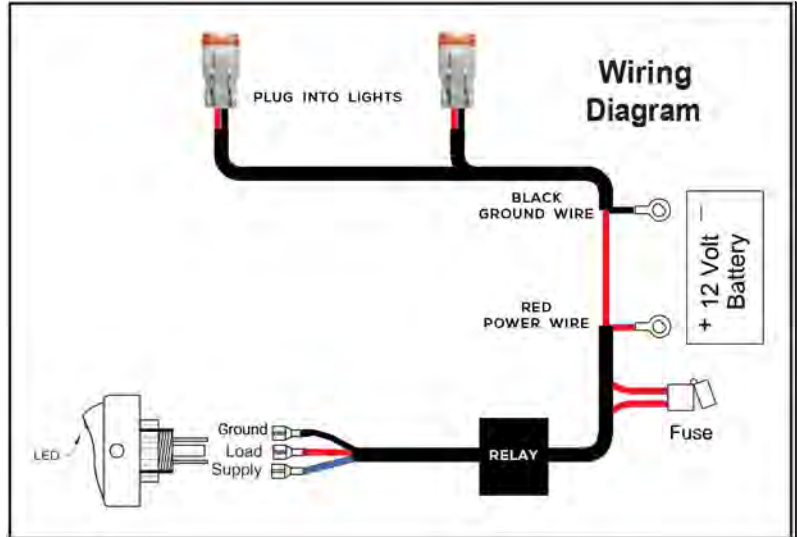 Wiring
Diagram
PLUG INTO LIGHTS
BLACK
GROUND WIRE
− 
+ 12 Volt
Battery
RED
POWER WIRE
Fuse
RELAY
Ground
Load
Supply
LED